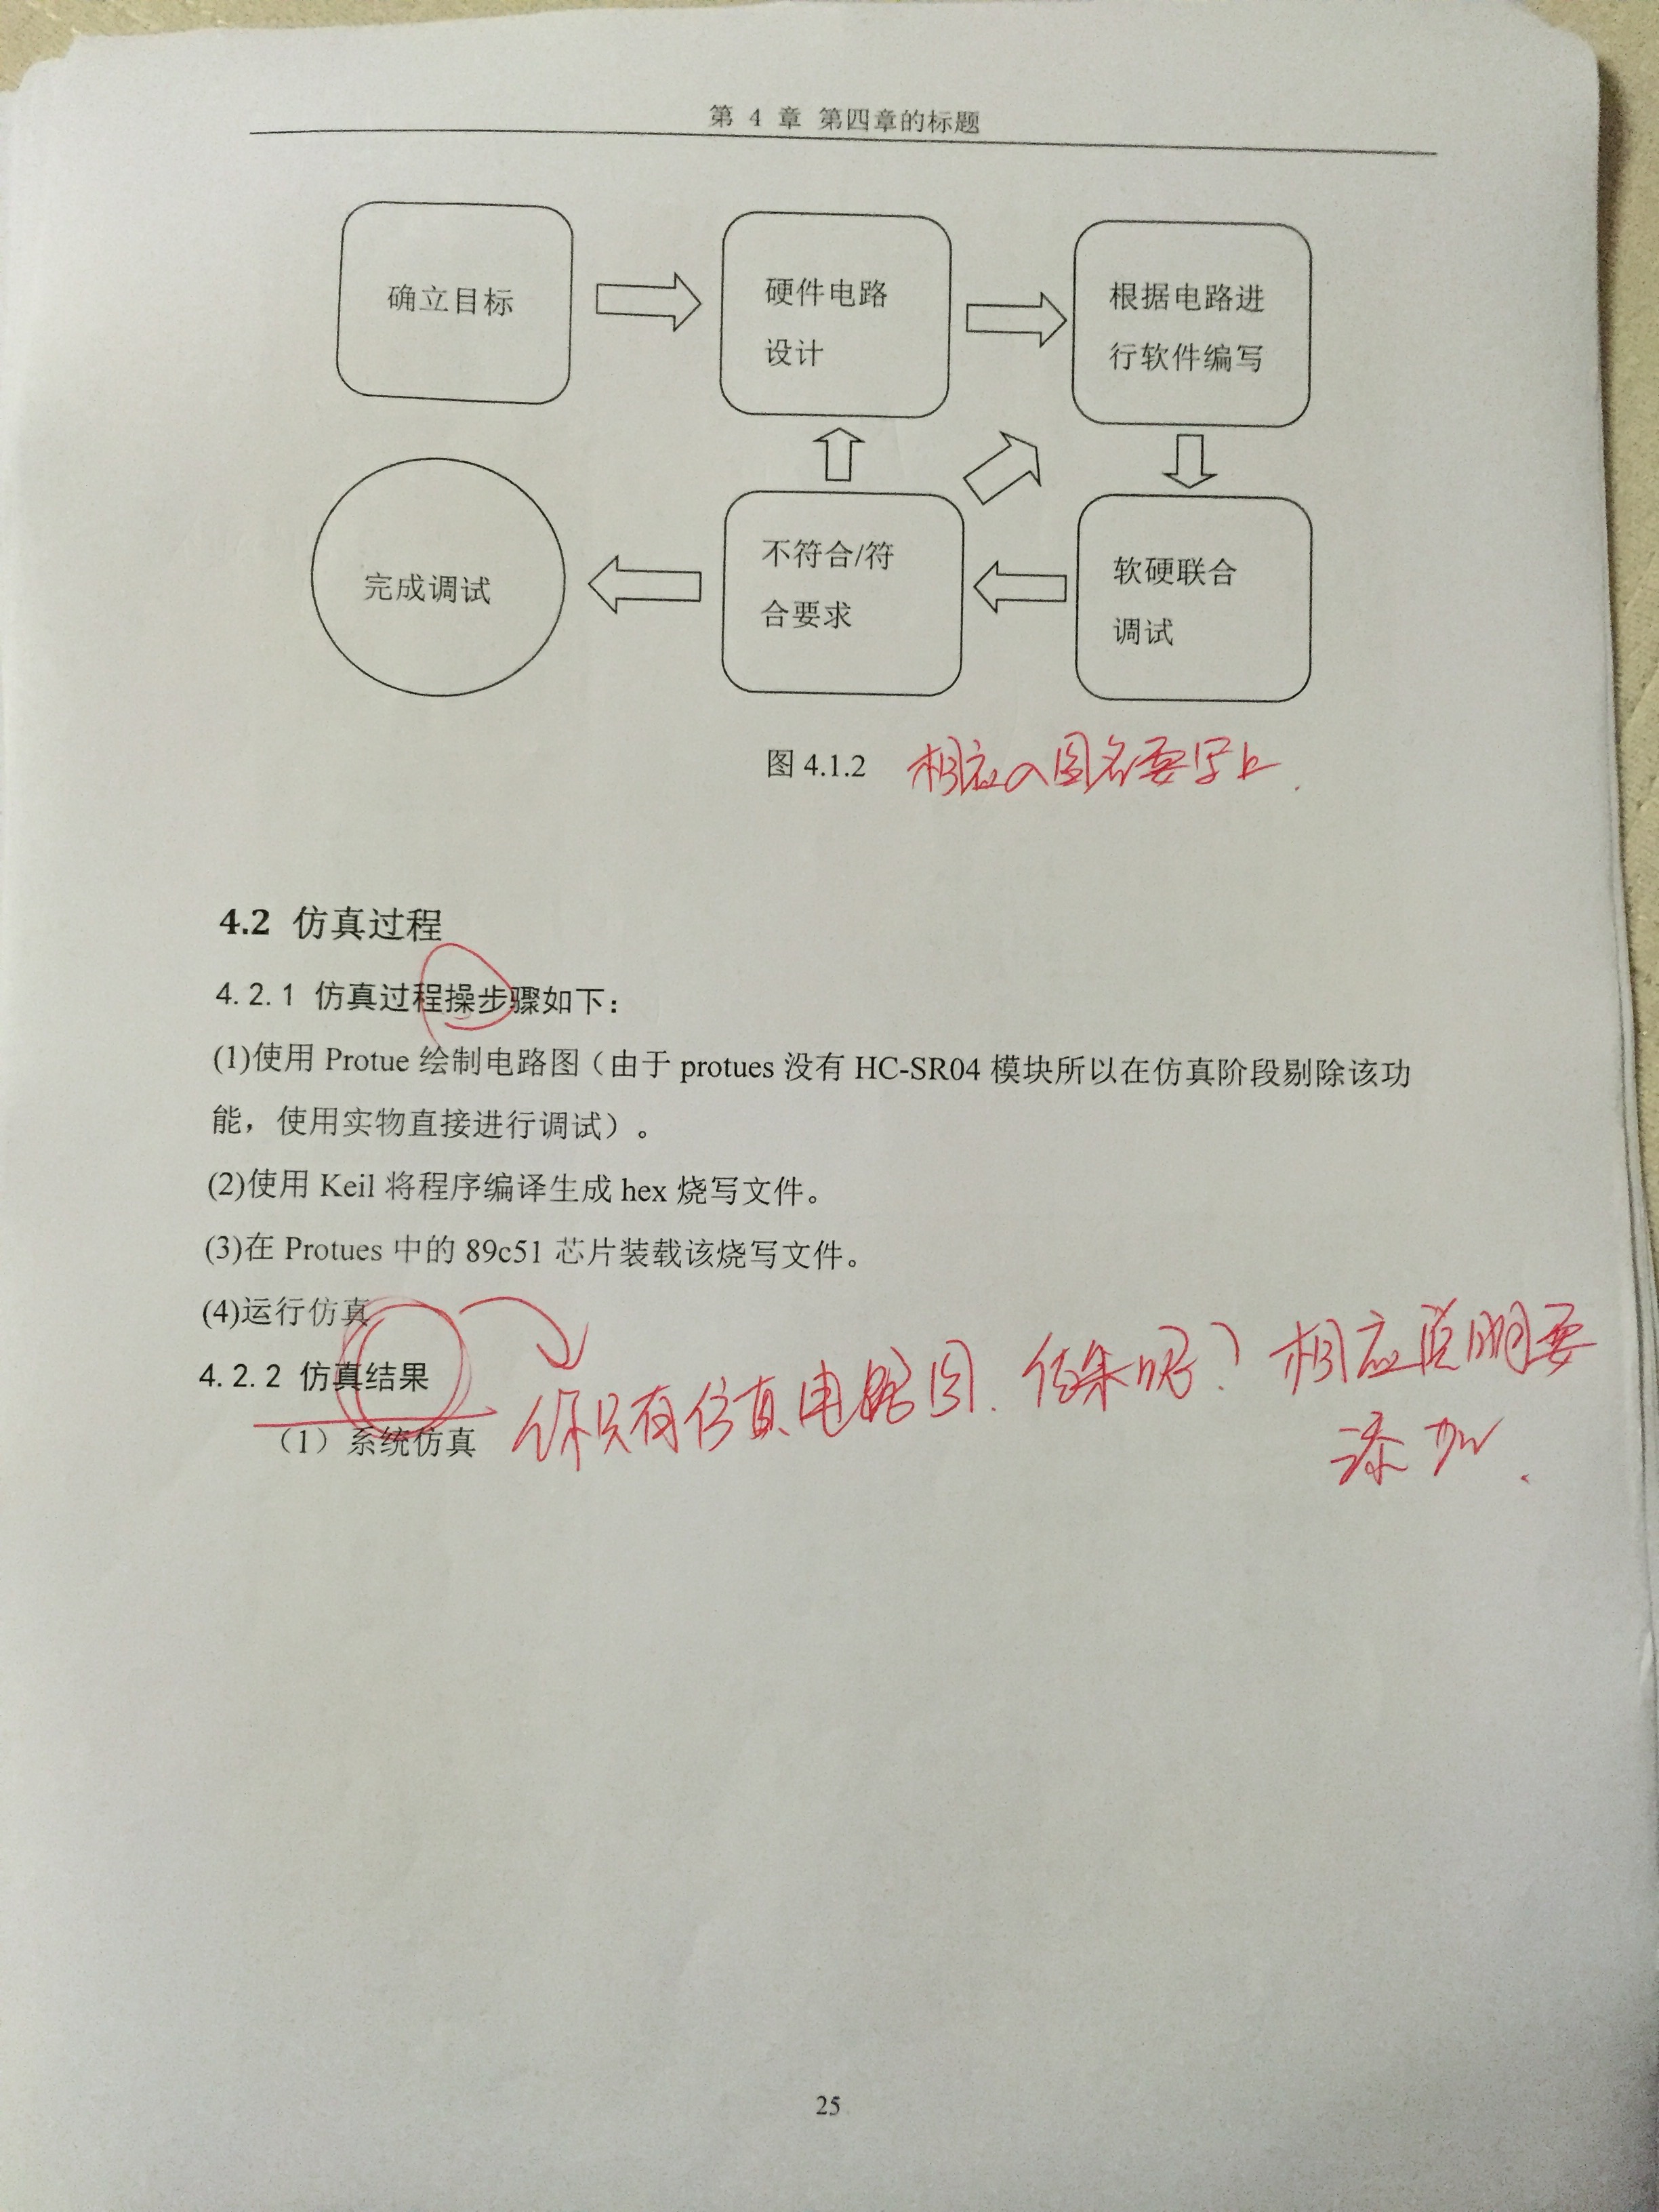 第 4 章 第四章的标题
确立目标
硬件电路
设计
根据电路进
行软件编写
完成调试
不符合/符
合要求
软硬联合
调试
图 4.1.2 相应的图名要写上.
4.2 仿真过程
4.2.1 仿真过程操步骤如下:
(1)使用 Protue 绘制电路图（由于 protues 没有 HC-SR04 模块所以在仿真阶段剔除该功
能，使用实物直接进行调试）。
(2)使用 Keil 将程序编译生成 hex 烧写文件。
(3)在 Protues 中的 89c51 芯片装载该烧写文件。
(4)运行仿真
4.2.2 仿真结果
你只有仿真电路图. 结果呢? 相应说明要
添加.
（1）系统仿真
25